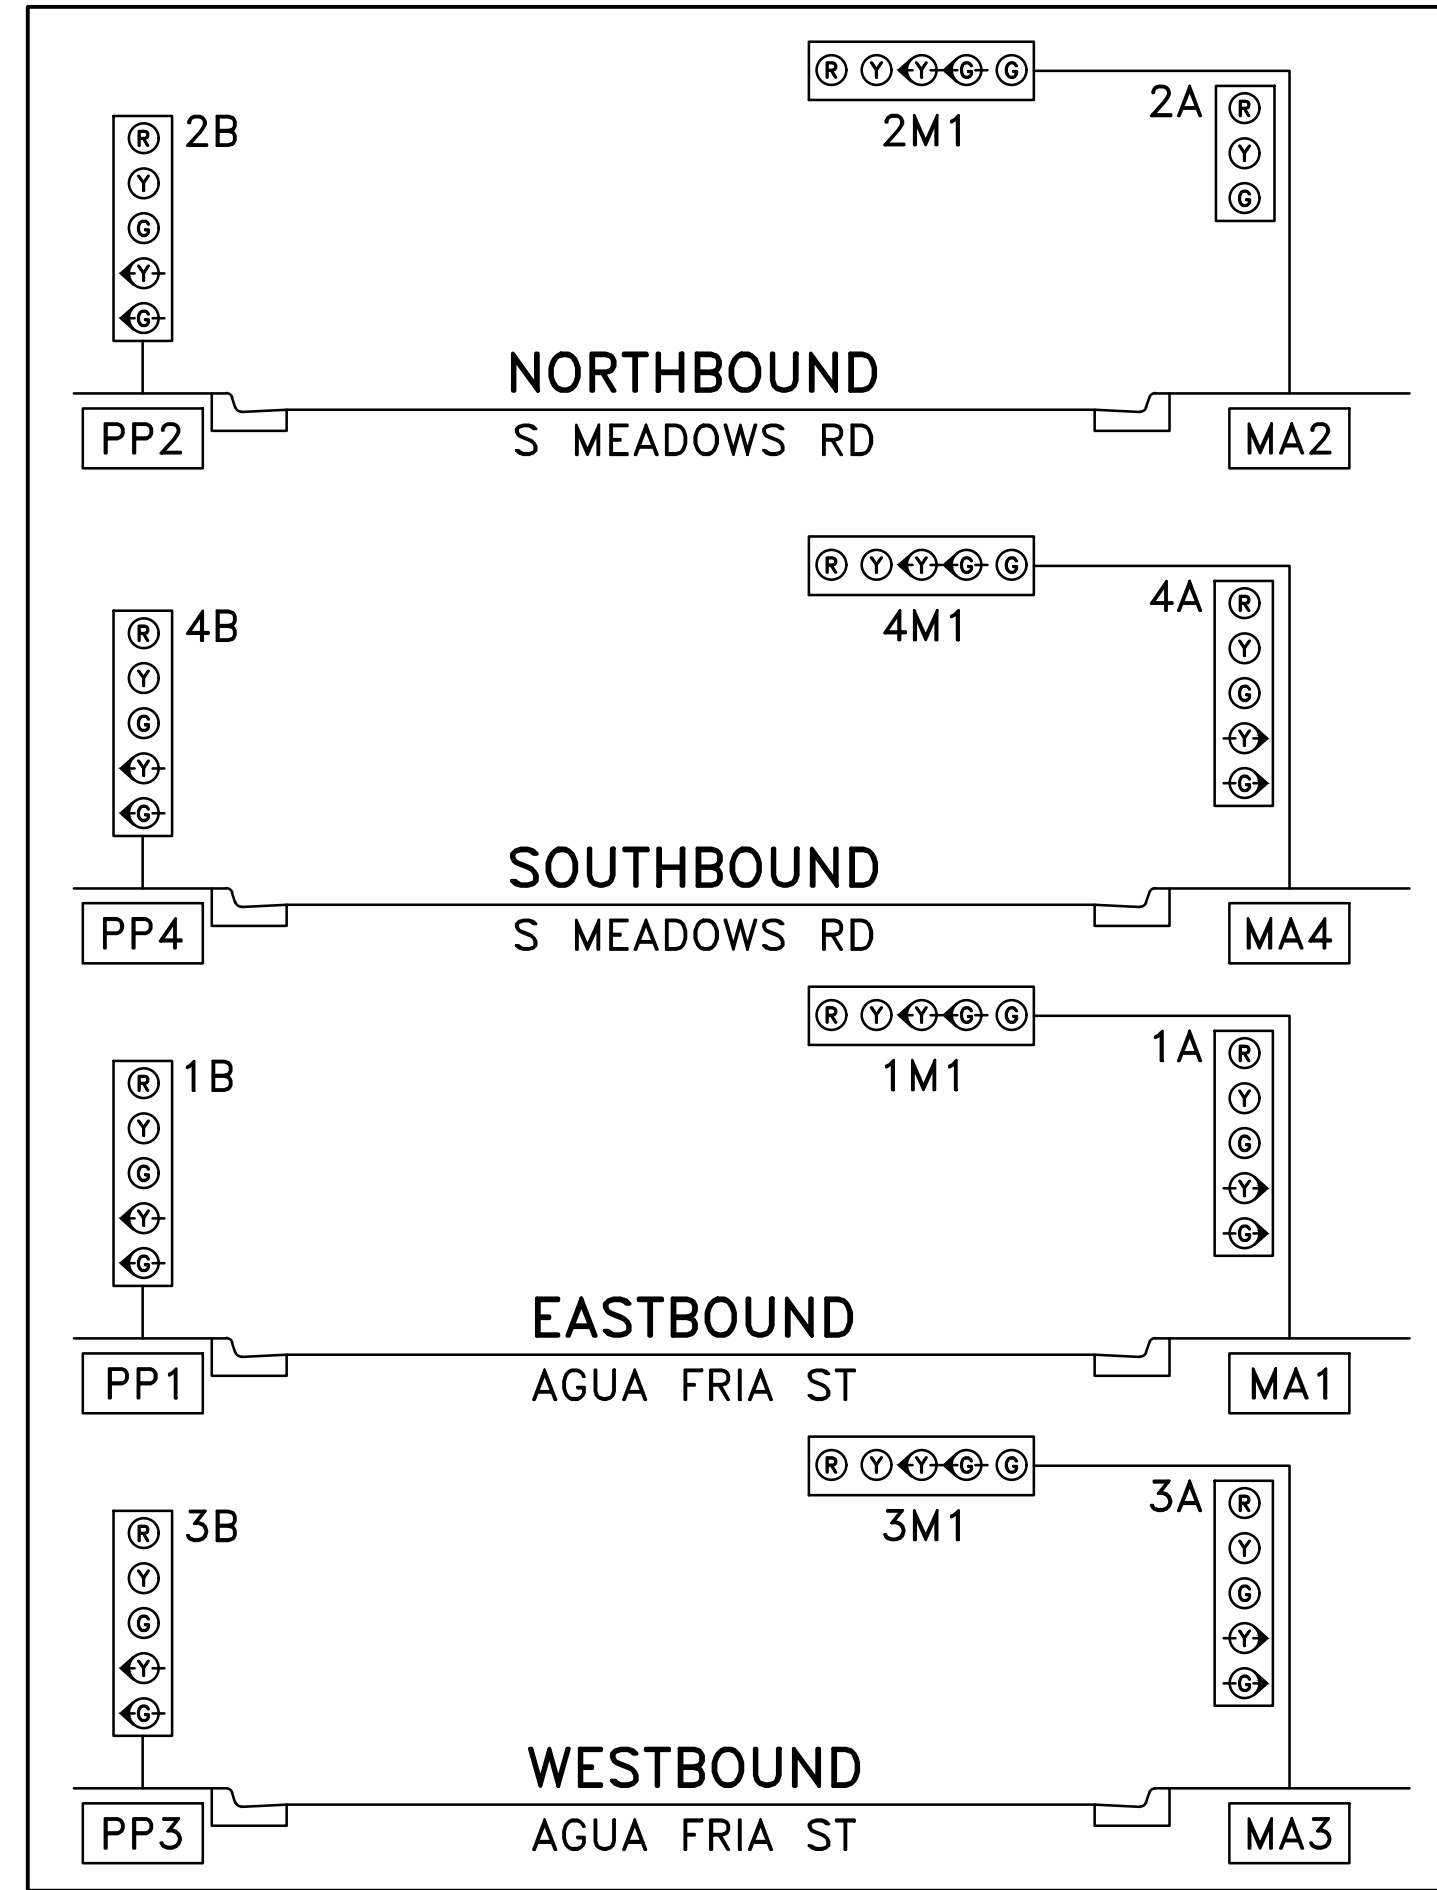 R Y Y G G
2M1
2A
R
Y
G
2B
R
Y
G
Y
G
NORTHBOUND
S MEADOWS RD
PP2
MA2
R Y Y G G
4M1
4A
R
Y
G
Y
G
4B
R
Y
G
Y
G
SOUTHBOUND
S MEADOWS RD
PP4
MA4
R Y Y G G
1M1
1A
R
Y
G
Y
G
1B
R
Y
G
Y
G
EASTBOUND
AGUA FRIA ST
PP1
MA1
R Y Y G G
3M1
3A
R
Y
G
Y
G
3B
R
Y
G
Y
G
WESTBOUND
AGUA FRIA ST
PP3
MA3